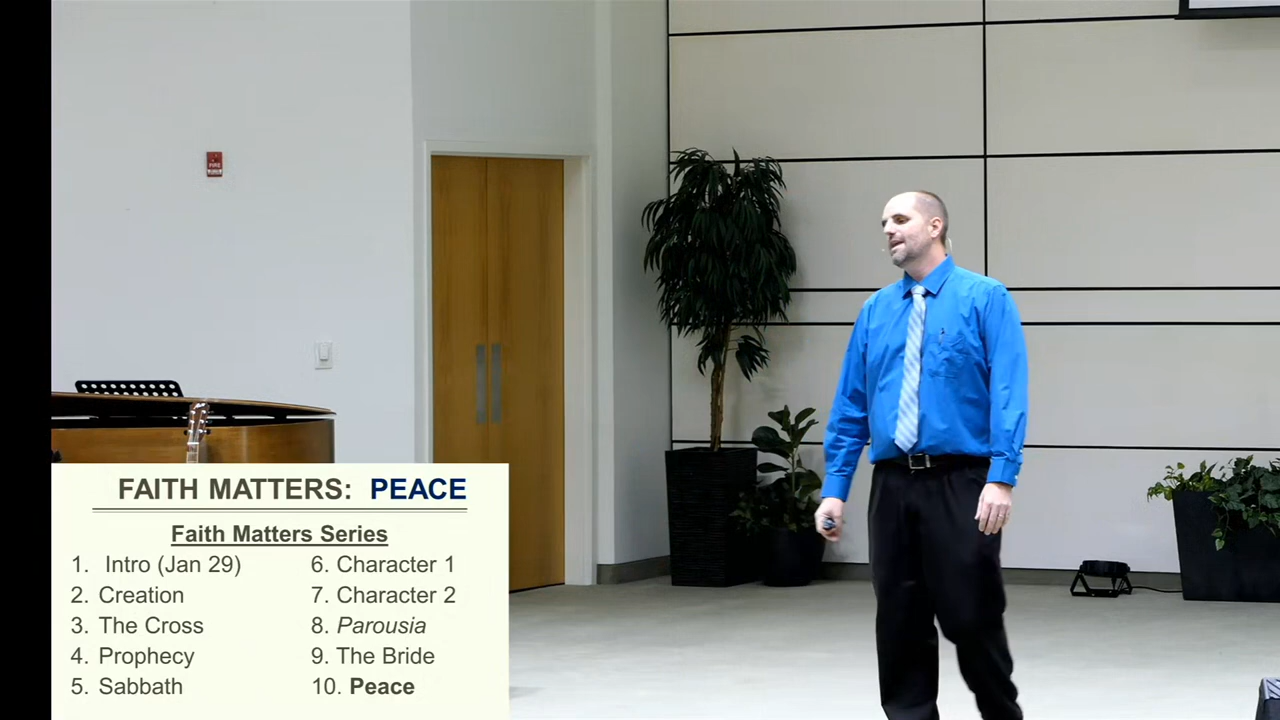 FIRE
FAITH MATTERS: PEACE
Faith Matters Series
1. Intro (Jan 29)
2. Creation
3. The Cross
4. Prophecy
5. Sabbath
6. Character 1
7. Character 2
8. Parousia
9. The Bride
10. Peace